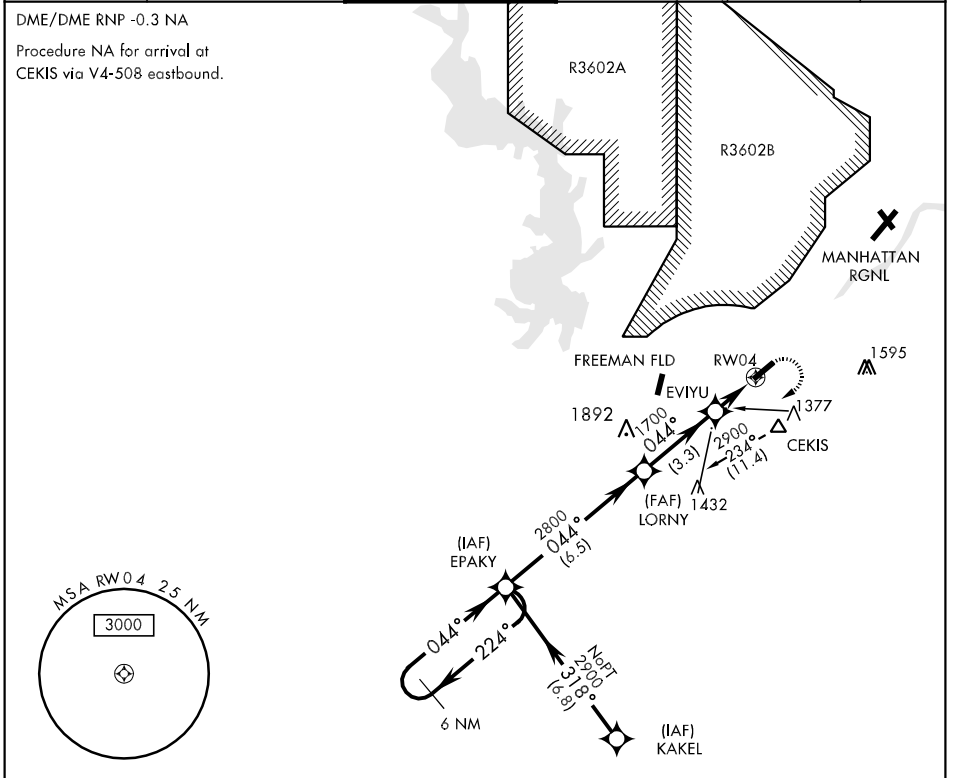 DME/DME RNP -0.3 NA
Procedure NA for arrival at
CEKIS via V4-508 eastbound.
R3602A
R3602B
MANHATTAN
RGNL
FREEMAN FLD
RW04
1595
EVIYU
1892
1700
044°
(3.3)
1377
2900
234°
(11.4)
CEKIS
(FAF)
LORNY
1432
2800
044°
(6.5)
(IAF)
EPAKY
044°
224°
6 NM
NoPT
2900
318°
(6.8)
(IAF)
KAKEL
MSA RW04 25 NM
3000